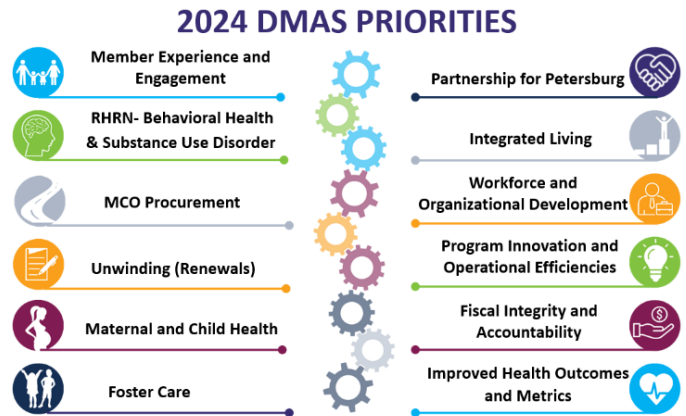 2024 DMAS PRIORITIES
Member Experience and
Engagement
RHRN- Behavioral Health
& Substance Use Disorder
MCO Procurement
Unwinding (Renewals)
Maternal and Child Health
Foster Care
Partnership for Petersburg
Integrated Living
Workforce and
Organizational Development
Program Innovation and
Operational Efficiencies
Fiscal Integrity and
Accountability
$
Improved Health Outcomes
and Metrics